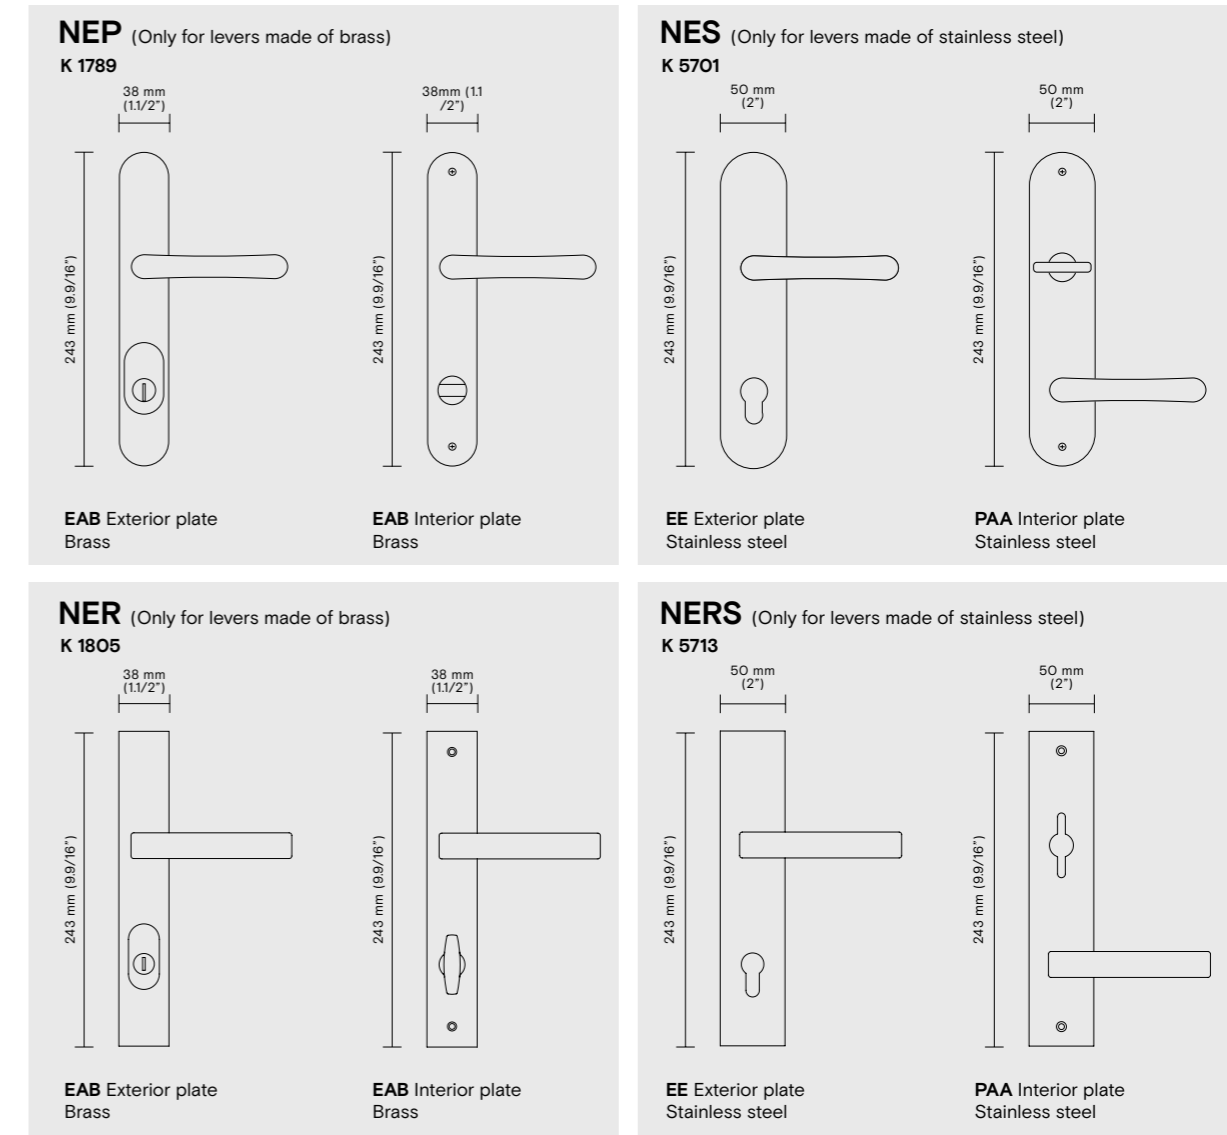 NEP (Only for levers made of brass)
K 1789
38 mm
(1.1/2”)
38mm (1.1
/2”)
243 mm (9.9/16”)
243 mm (9.9/16”)
EAB Exterior plate
Brass
EAB Interior plate
Brass
NES (Only for levers made of stainless steel)
K 5701
50 mm
(2”)
50 mm
(2”)
243 mm (9.9/16”)
243 mm (9.9/16”)
EE Exterior plate
Stainless steel
PAA Interior plate
Stainless steel
NER (Only for levers made of brass)
K 1805
38 mm
(1.1/2”)
38 mm
(1.1/2”)
243 mm (9.9/16”)
243 mm (9.9/16”)
EAB Exterior plate
Brass
EAB Interior plate
Brass
NERS (Only for levers made of stainless steel)
K 5713
50 mm
(2”)
50 mm
(2”)
243 mm (9.9/16”)
243 mm (9.9/16”)
EE Exterior plate
Stainless steel
PAA Interior plate
Stainless steel